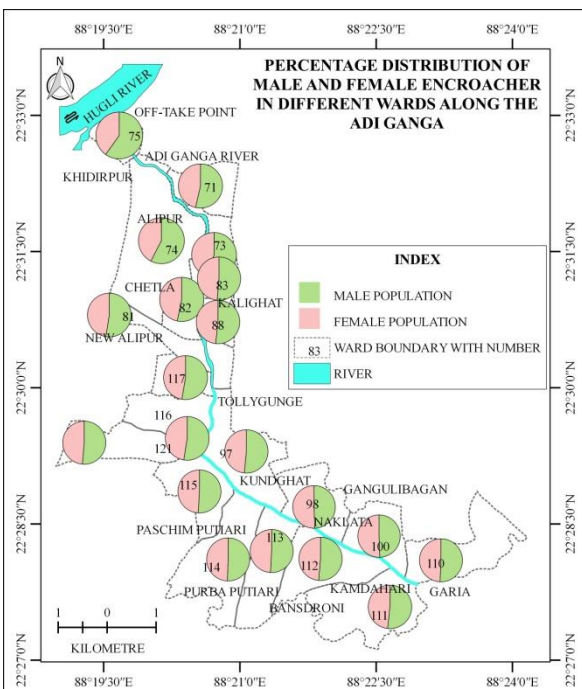 88°19'30"E 88°21'0"E 88°22'30"E 88°24'0"E
PERCENTAGE DISTRIBUTION OF
MALE AND FEMALE ENCROACHER
IN DIFFERENT WARDS ALONG THE
ADI GANGA
HUGLI RIVER
OFF-TAKE POINT
22°33'0"N
22°33'0"N
75
ADI GANGA RIVER
KHIDIRPUR
71
ALIPUR
74
73
22°31'30"N
22°31'30"N
INDEX
MALE POPULATION
FEMALE POPULATION
83 WARD BOUNDARY WITH NUMBER
RIVER
CHETLA
83
82
KALIGHAT
81
88
NEW ALIPUR
22°30'0"N
22°30'0"N
117
TOLLYGUNGE
116
121
97
KUNDGHAT
115
GANGULIBAGAN
98
NAKLATA
22°28'30"N
22°28'30"N
PASCHIM PUTIARI
113
100
114
112
110
PURBA PUTIARI
KAMDAHARI
GARIA
BANSDRONI
111
1 0 1
KILOMETRE
22°27'0"N
22°27'0"N
88°19'30"E 88°21'0"E 88°22'30"E 88°24'0"E